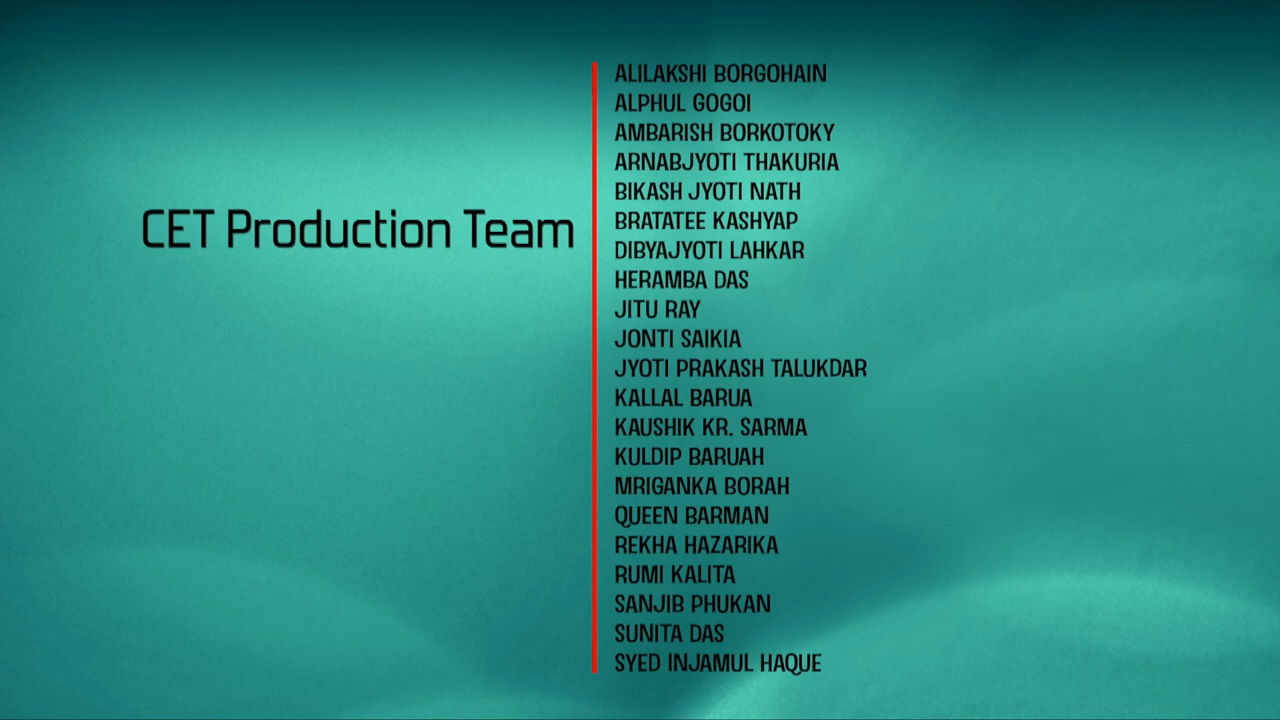 CET Production Team
ALILAKSHI BORGOHAIN
ALPHUL GOGOI
AMBARISH BORKOTOKY
ARNABJYOTI THAKURIA
BIKASH JYOTI NATH
BRATATEE KASHYAP
DIBYAJYOTI LAHKAR
HERAMBA DAS
JITU RAY
JONTI SAIKIA
JYOTI PRAKASH TALUKDAR
KALLAL BARUA
KAUSHIK KR. SARMA
KULDIP BARUAH
MRIGANKA BORAH
QUEEN BARMAN
REKHA HAZARIKA
RUMI KALITA
SANJIB PHUKAN
SUNITA DAS
SYED INJAMUL HAQUE